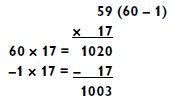 59 (60 – 1)
× 17
60 × 17 = 1020
–1 × 17 = – 17
1003